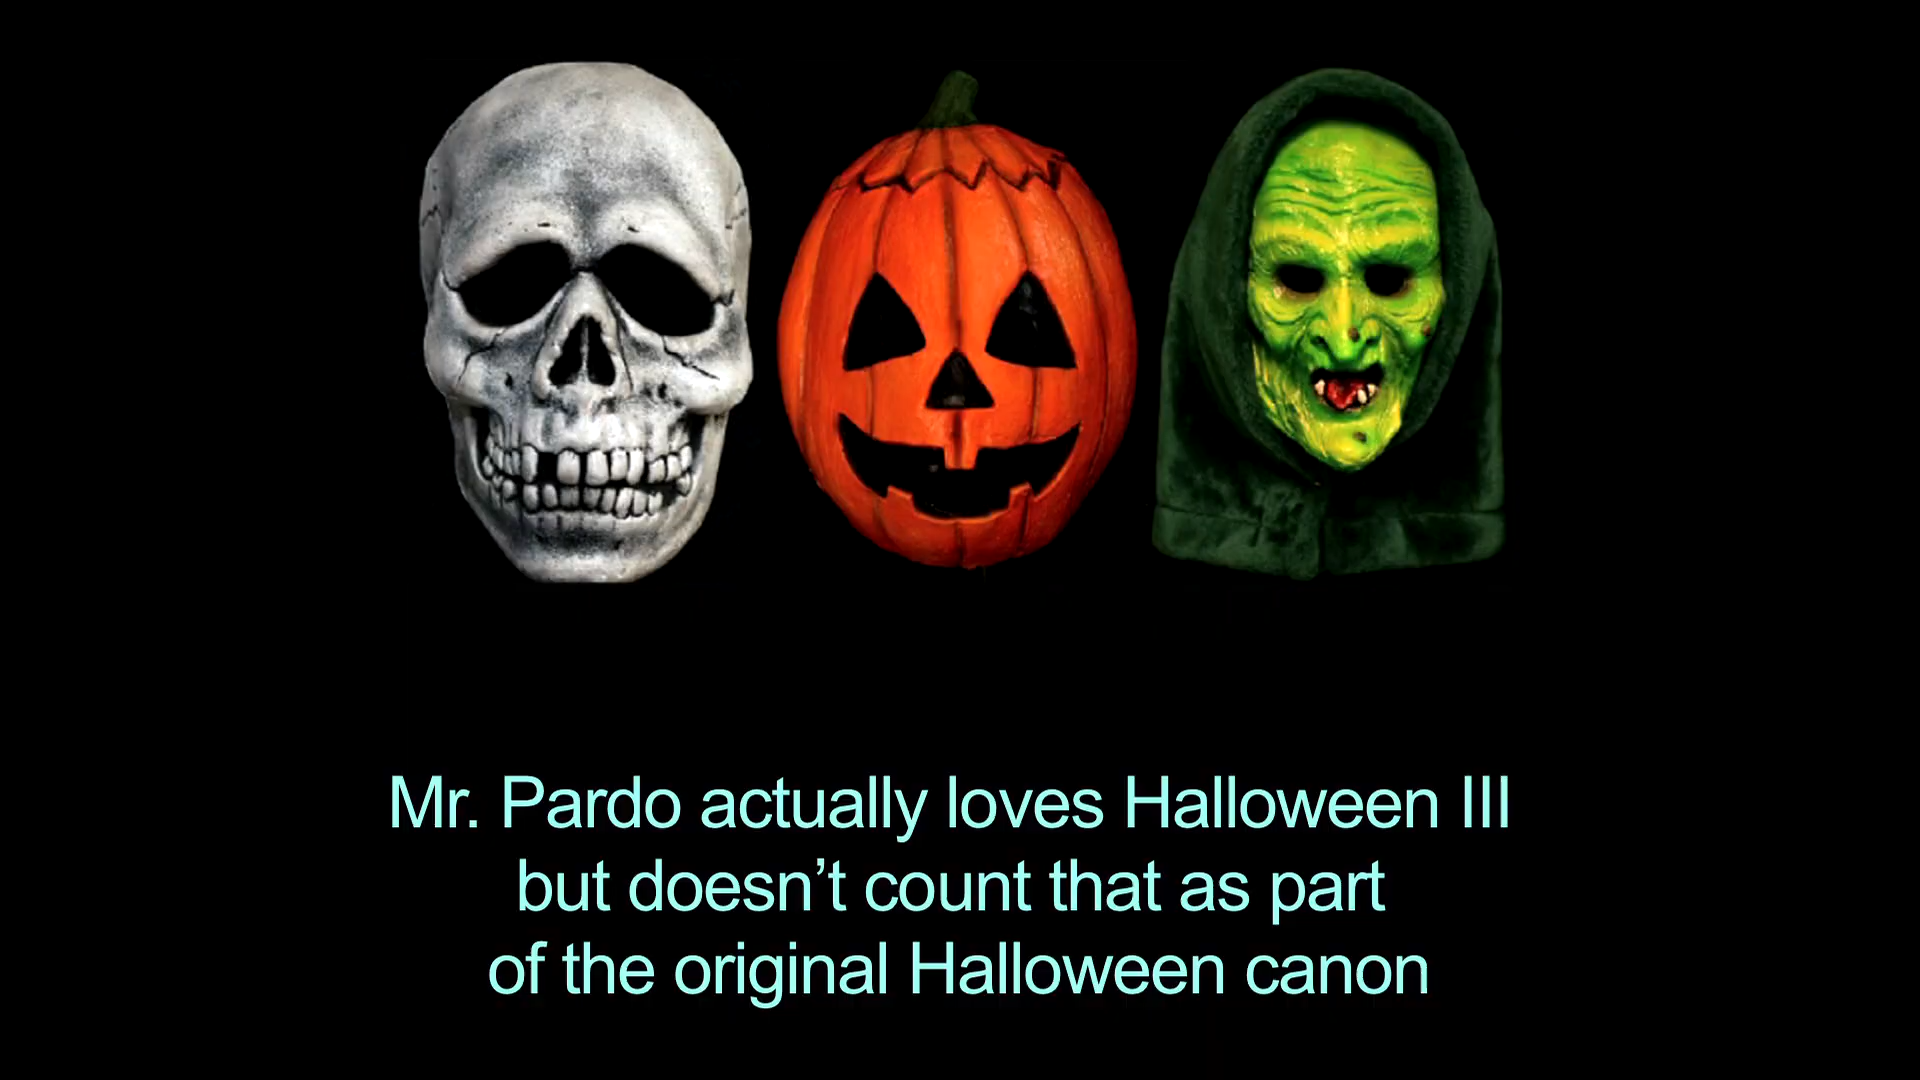 Mr. Pardo actually loves Halloween III
but doesn’t count that as part
of the original Halloween canon